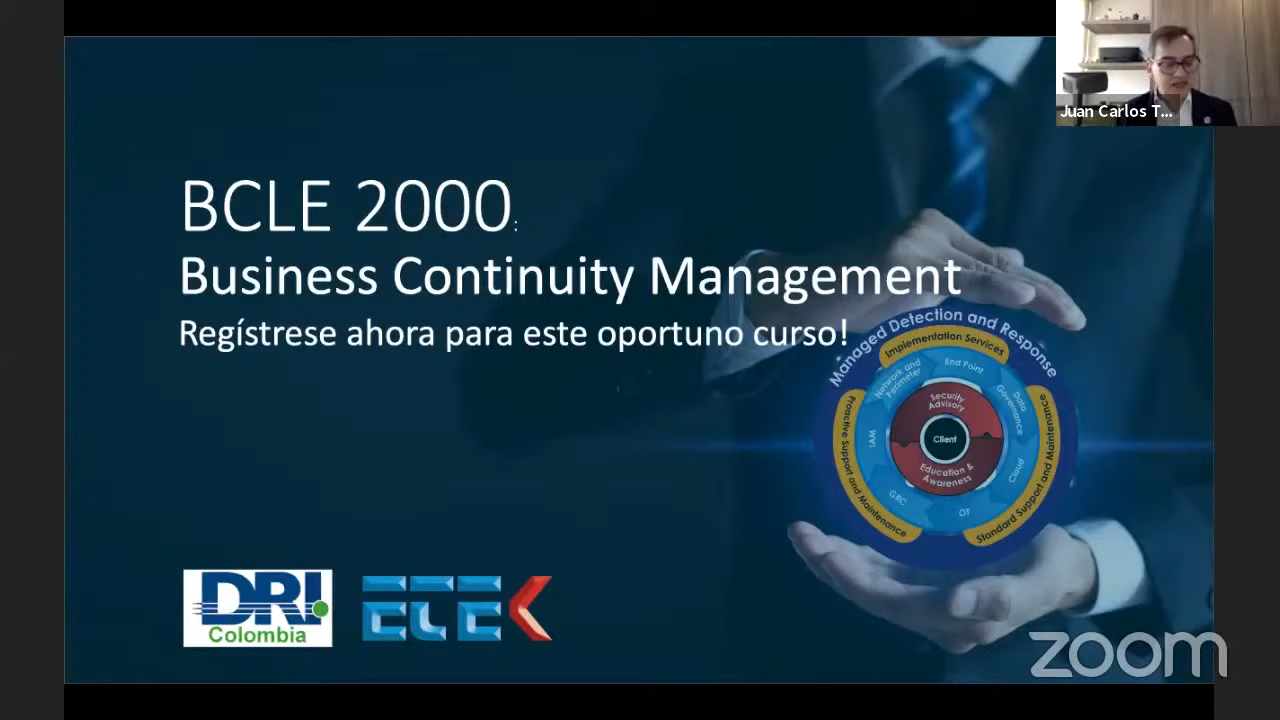 Juan Carlos T...
BCLE 2000:
Business Continuity Management
Regístrese ahora para este oportuno curso!
Managed Detection and Response
Implementation Services
Network and
Perimeter
End Point
Data
Governance
Security
Advisory
Proactive Support and Maintenance
IAM
Client
Standard Support and Maintenance
Education &
Awareness
Cloud
GRC
OT
DRI
Colombia
ETEK
zoom